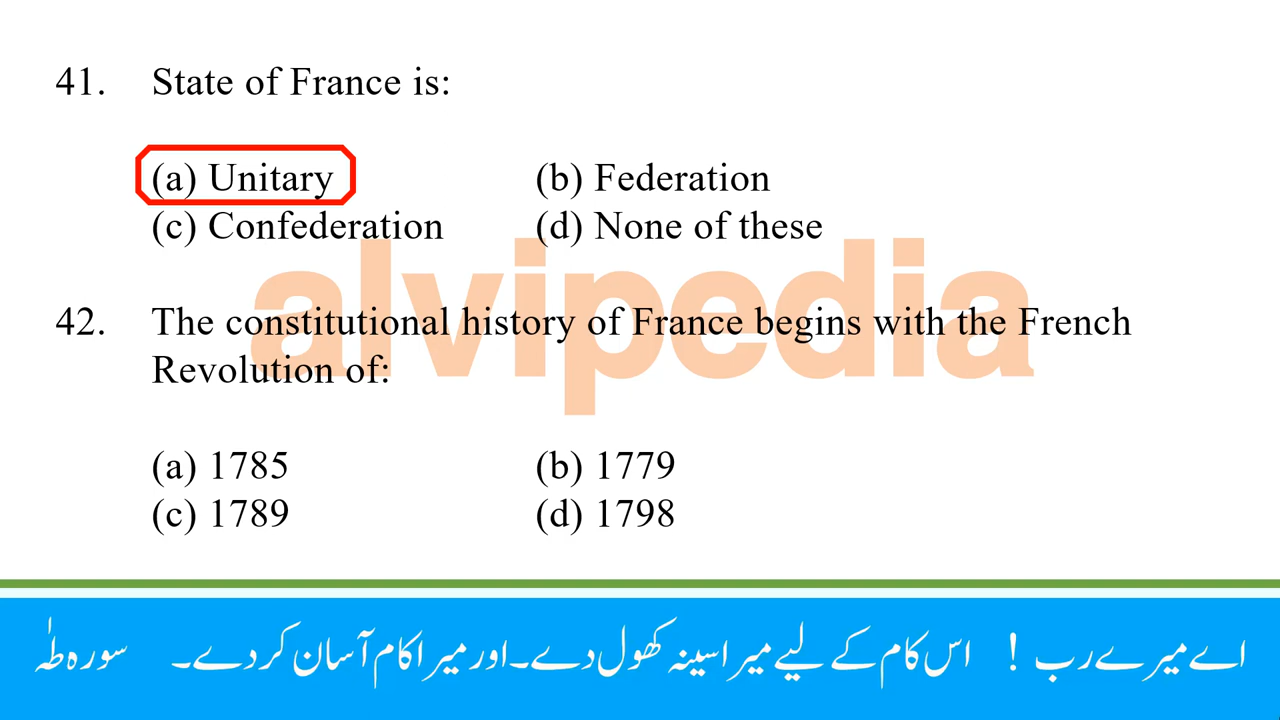 41. State of France is:
(a) Unitary (b) Federation
(c) Confederation (d) None of these
alvipedia
42. The constitutional history of France begins with the French
Revolution of:
(a) 1785 (b) 1779
(c) 1789 (d) 1798
اے میرے رب ! اس کام کے لیے میرا سینہ کھول دے۔ اور میرا کام آسان کر دے۔ سورہ طہٰ